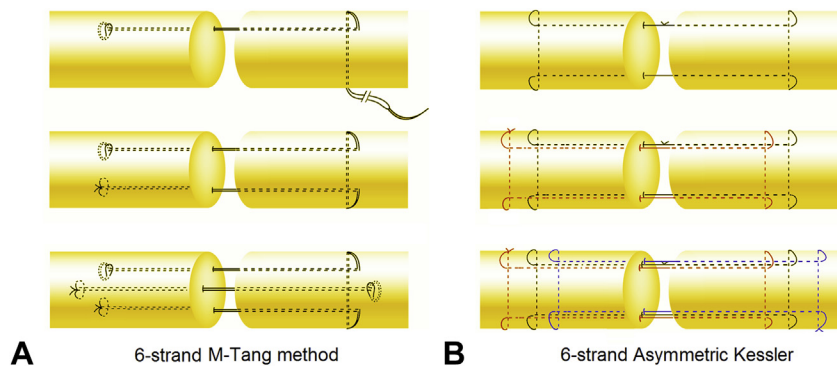 A 6-strand M-Tang method
B 6-strand Asymmetric Kessler